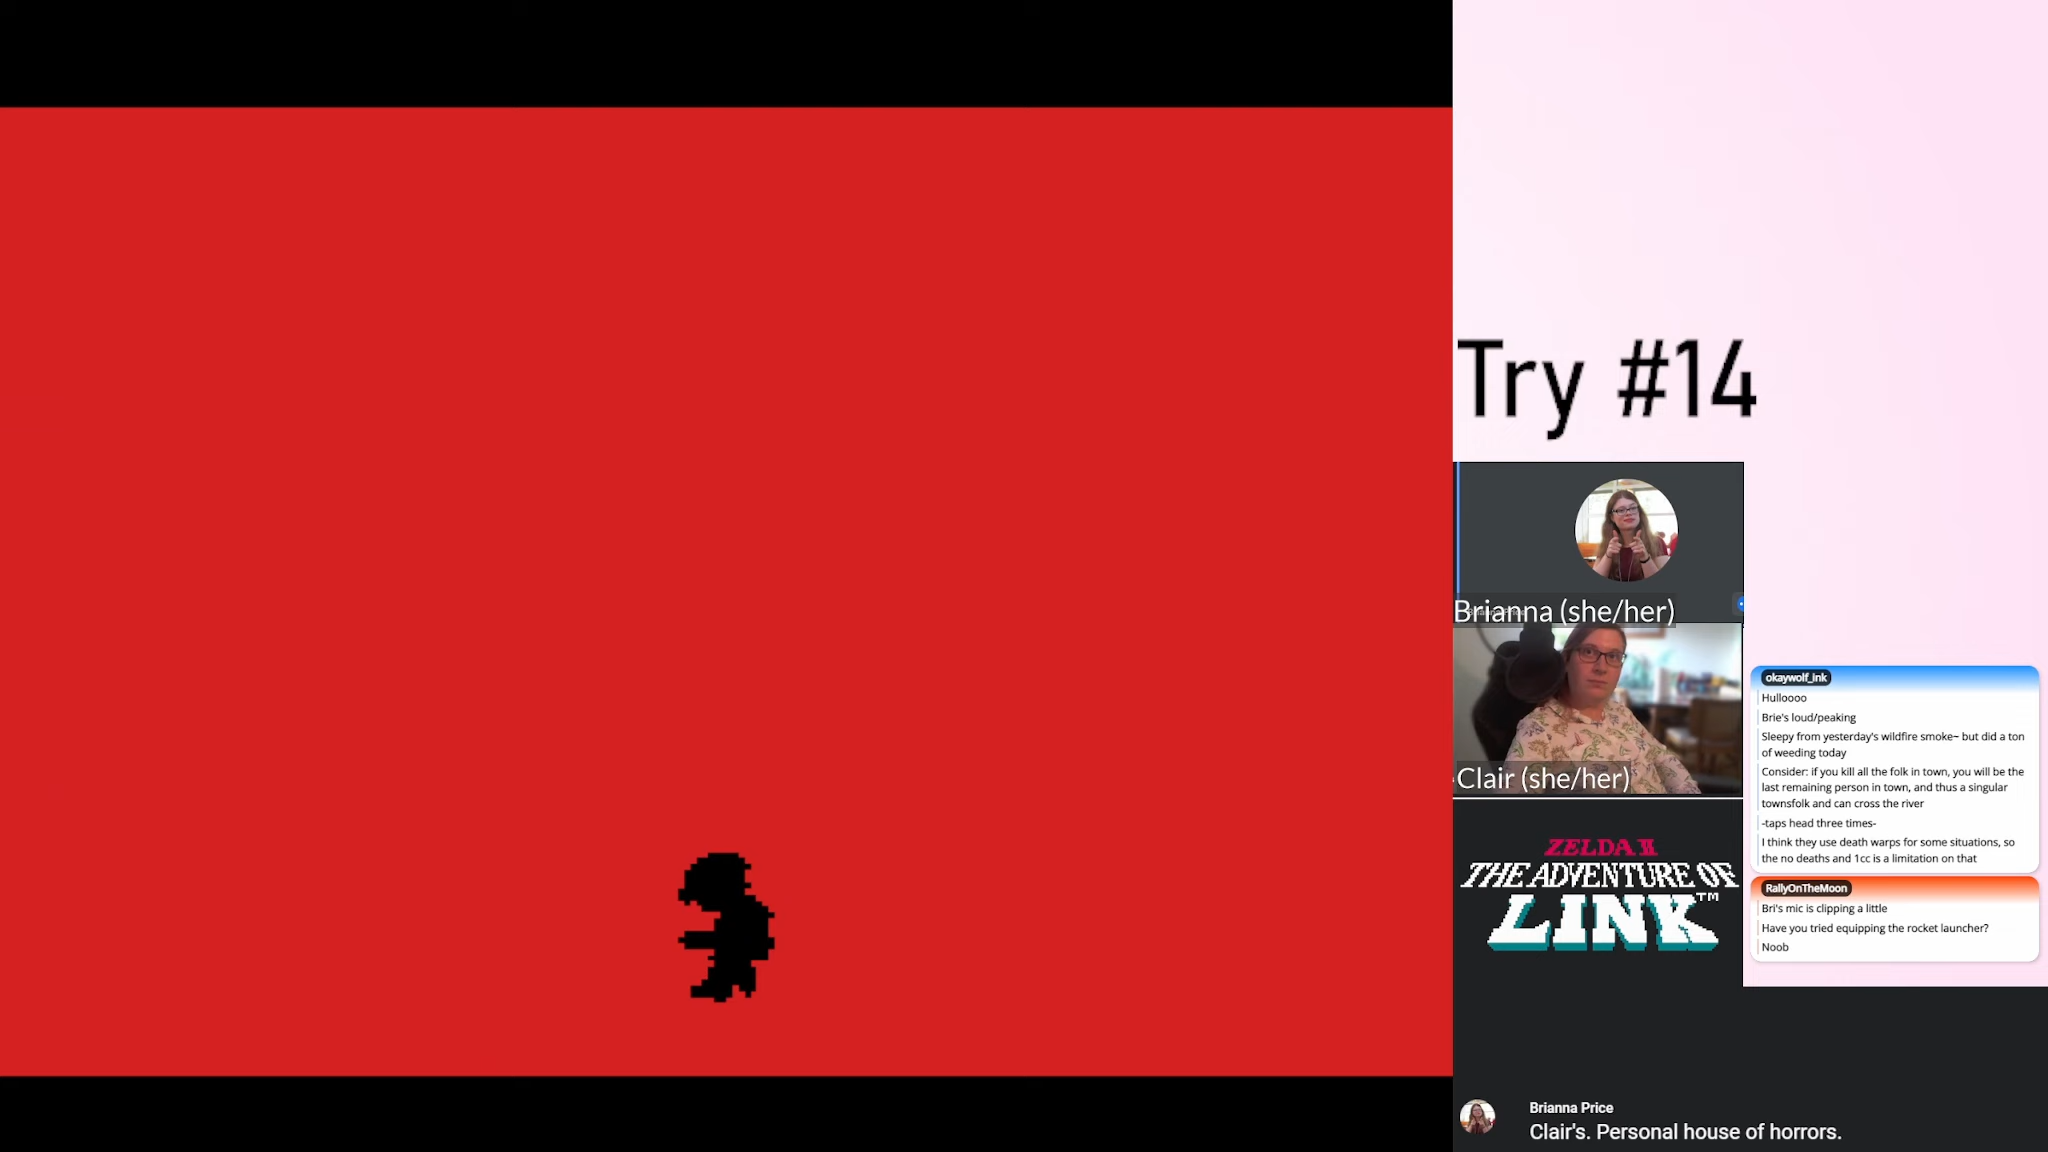 Try #14
Brianna (she/her)
Clair (she/her)
ZELDA II
THE ADVENTURE OF
LINK™
okaywolf_ink
Hulloooo
Brie's loud/peaking
Sleepy from yesterday's wildfire smoke~ but did a ton
of weeding today
Consider: if you kill all the folk in town, you will be the
last remaining person in town, and thus a singular
townsfolk and can cross the river
-taps head three times-
I think they use death warps for some situations, so
the no deaths and 1cc is a limitation on that
RallyOnTheMoon
Bri's mic is clipping a little
Have you tried equipping the rocket launcher?
Noob
Brianna Price
Clair's. Personal house of horrors.